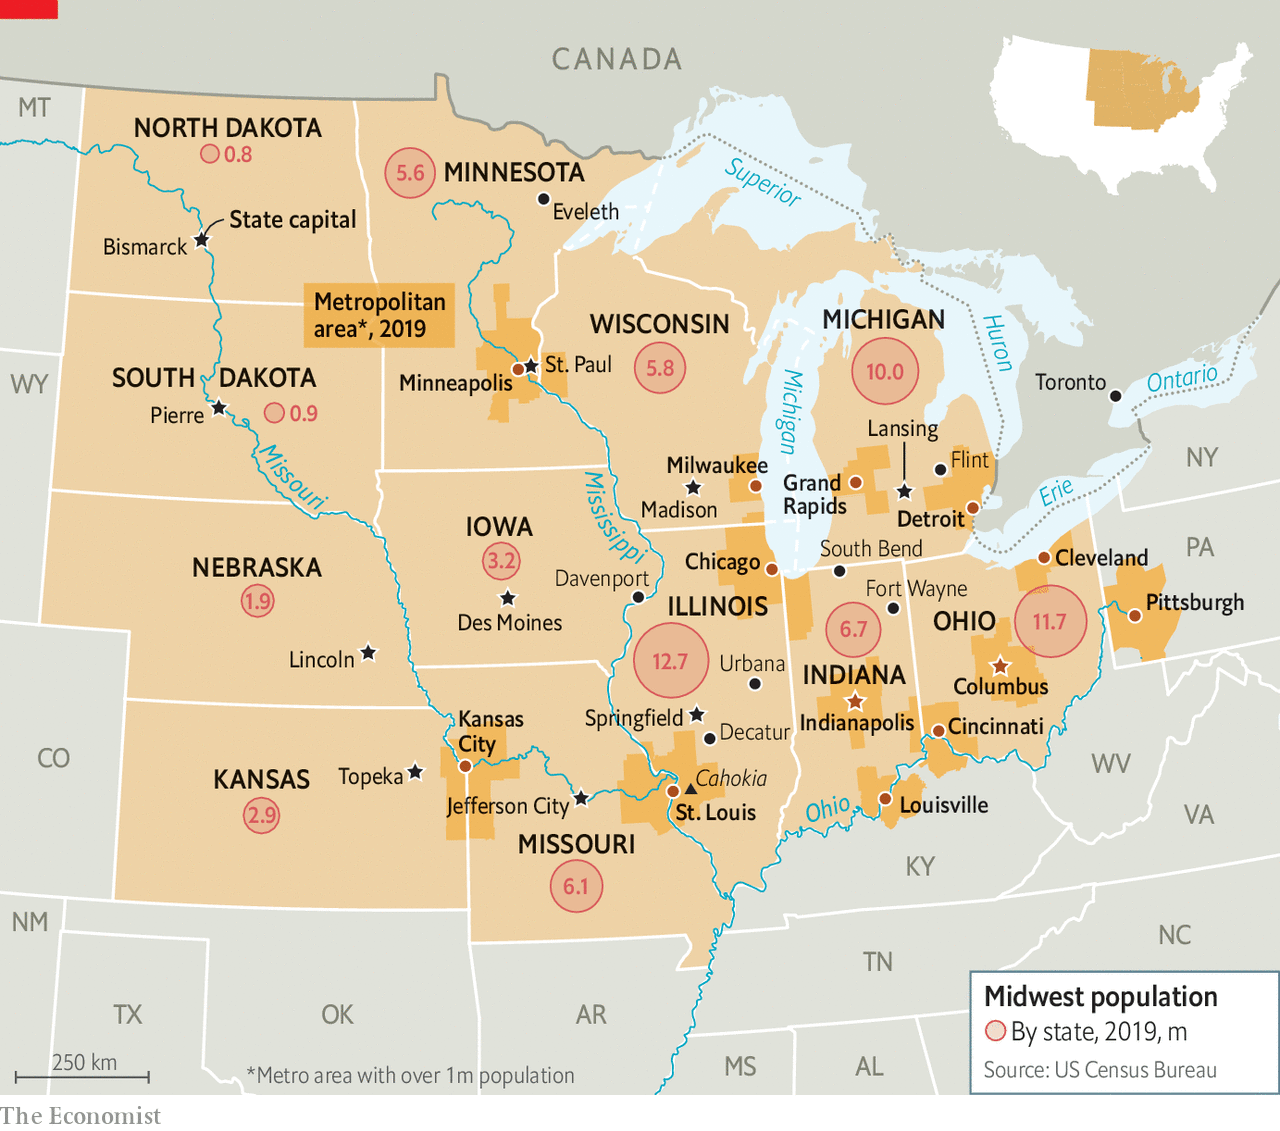 CANADA
MT
NORTH DAKOTA
0.8
5.6
MINNESOTA
Superior
Eveleth
State capital
Bismarck
Metropolitan
area*, 2019
WISCONSIN
5.8
MICHIGAN
10.0
Huron
WY
SOUTH DAKOTA
Pierre
0.9
St. Paul
Minneapolis
Michigan
Toronto
Ontario
Lansing
Missouri
Mississippi
Milwaukee
Madison
Grand
Rapids
Flint
Detroit
Erie
NY
IOWA
3.2
Davenport
Des Moines
Chicago
South Bend
Fort Wayne
Cleveland
PA
NEBRASKA
1.9
Lincoln
ILLINOIS
12.7
Urbana
6.7
INDIANA
Indianapolis
OHIO
11.7
Columbus
Pittsburgh
Springfield
Decatur
Cincinnati
Kansas
City
CO
KANSAS
2.9
Topeka
Jefferson City
Cahokia
St. Louis
Ohio
Louisville
WV
VA
MISSOURI
6.1
KY
NM
TX
OK
AR
TN
NC
MS
AL
250 km
*Metro area with over 1m population
Midwest population
By state, 2019, m
Source: US Census Bureau
The Economist